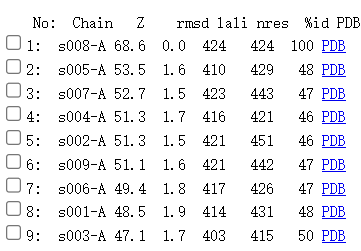 No: Chain Z rmsd lali nres %id PDB
1: s008-A 68.6 0.0 424 424 100 PDB
2: s005-A 53.5 1.6 410 429 48 PDB
3: s007-A 52.7 1.5 423 443 47 PDB
4: s004-A 51.3 1.7 416 421 46 PDB
5: s002-A 51.3 1.5 421 451 46 PDB
6: s009-A 51.1 1.6 421 442 47 PDB
7: s006-A 49.4 1.8 417 426 47 PDB
8: s001-A 48.5 1.9 414 431 48 PDB
9: s003-A 47.1 1.7 403 415 50 PDB